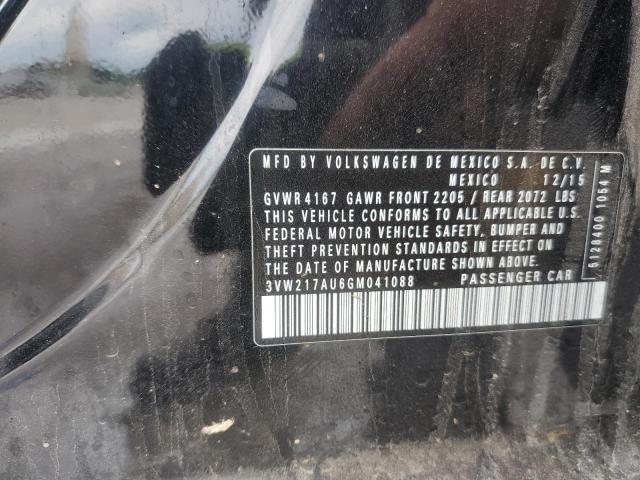 MFD BY VOLKSWAGEN DE MEXICO S.A. DE C.V.
MEXICO 12/15
GVWR 4167 GAWR FRONT 2205 / REAR 2072 LBS
THIS VEHICLE CONFORMS TO ALL APPLICABLE U.S.
FEDERAL MOTOR VEHICLE SAFETY, BUMPER AND
THEFT PREVENTION STANDARDS IN EFFECT ON
THE DATE OF MANUFACTURE SHOWN ABOVE.
3VW217AU6GM041088 PASSENGER CAR
5128400 1054 M